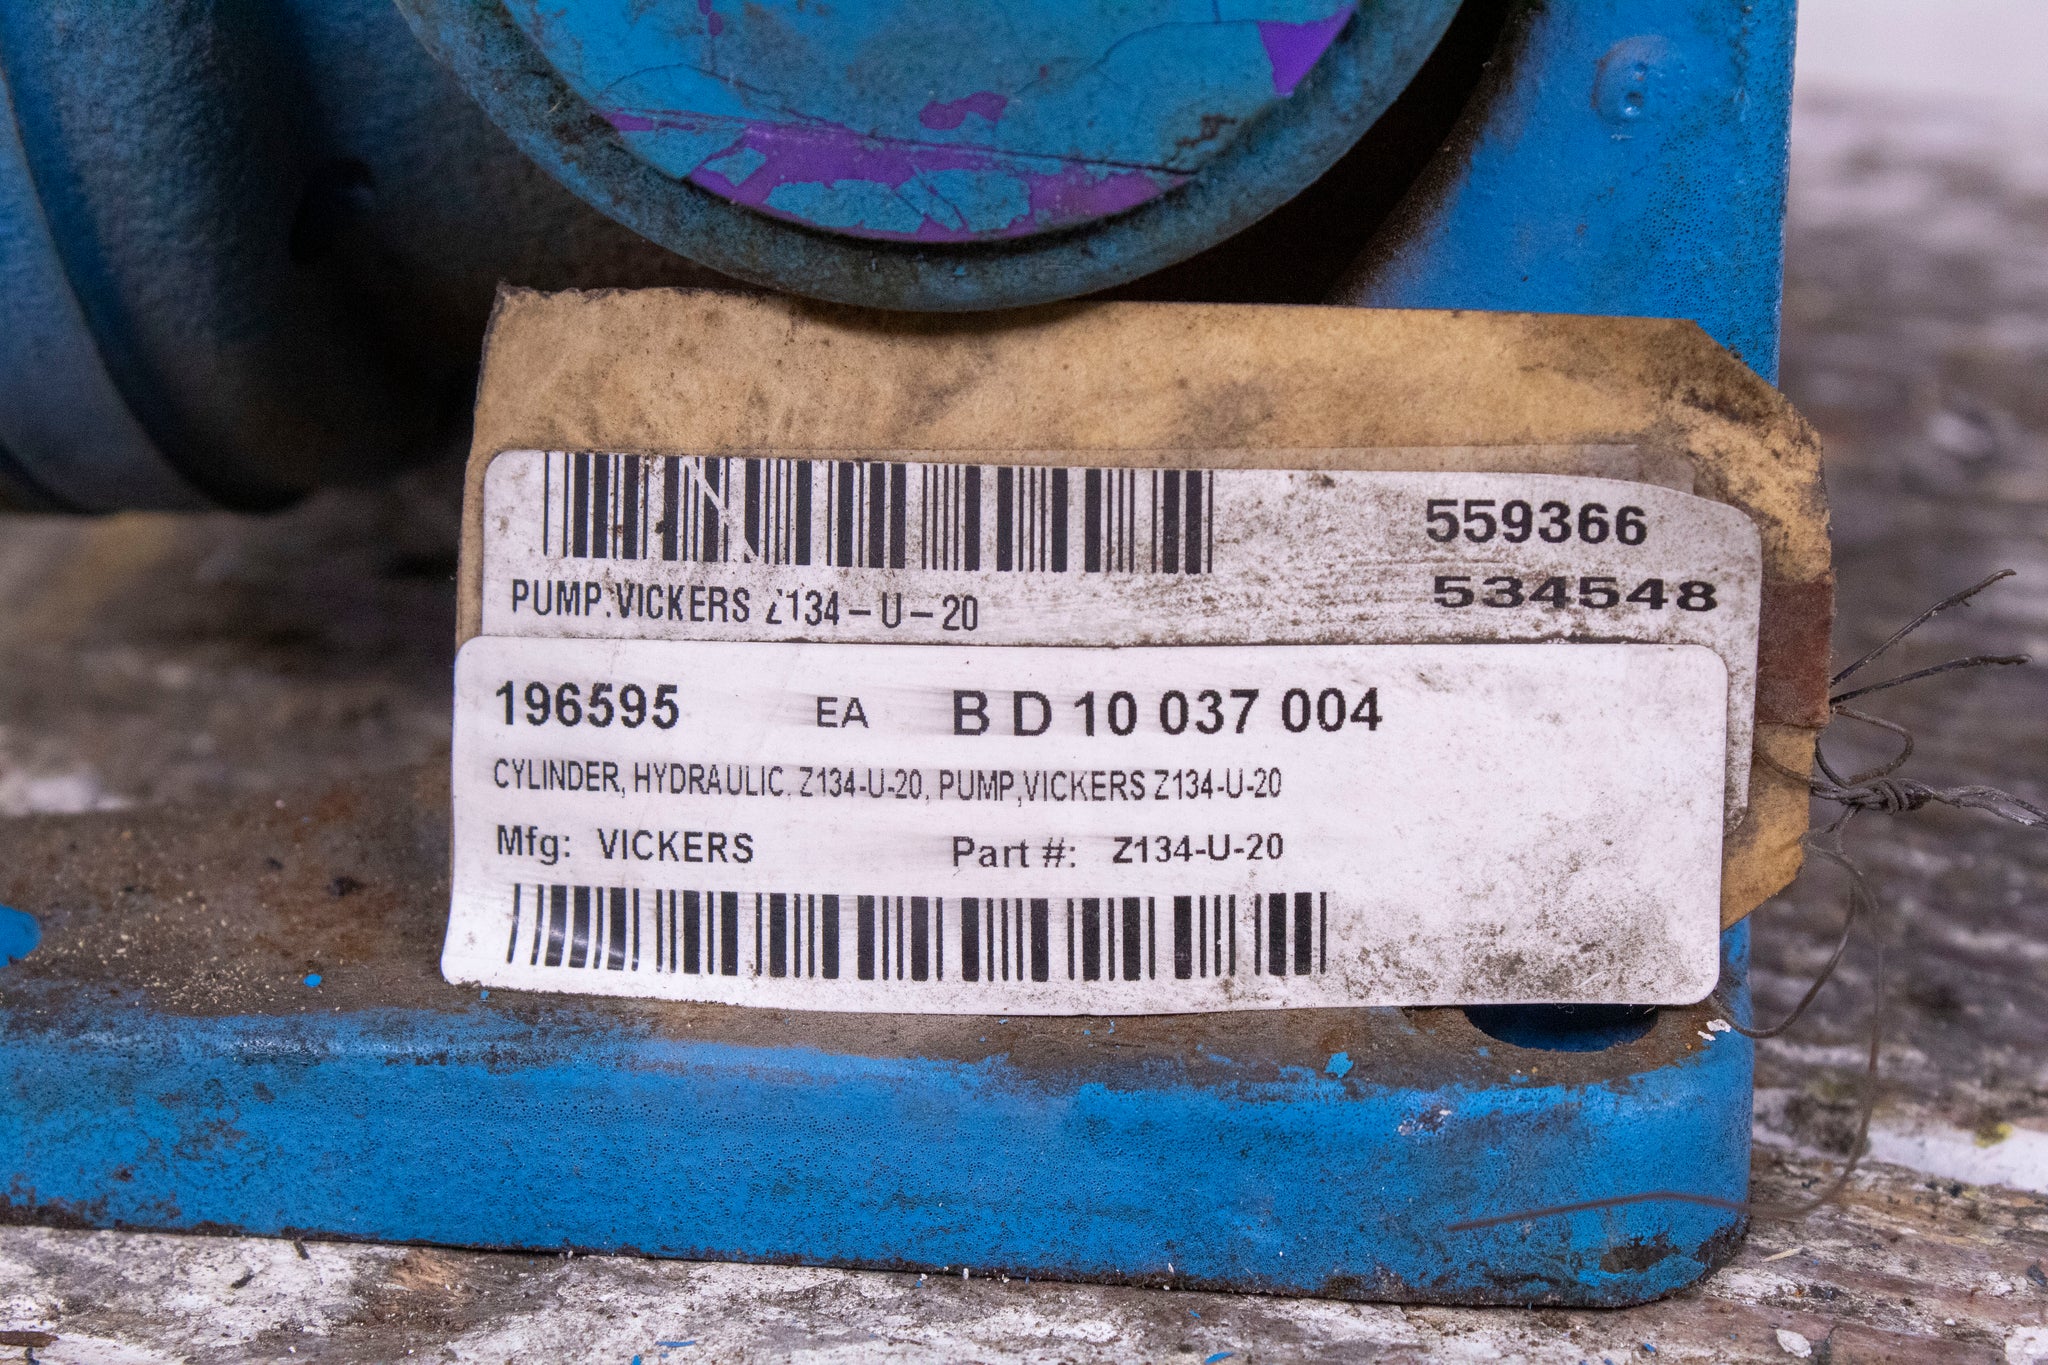 559366
534548
PUMP,VICKERS Z134-U-20
196595 EA B D 10 037 004
CYLINDER, HYDRAULIC, Z134-U-20, PUMP,VICKERS Z134-U-20
Mfg: VICKERS Part #: Z134-U-20